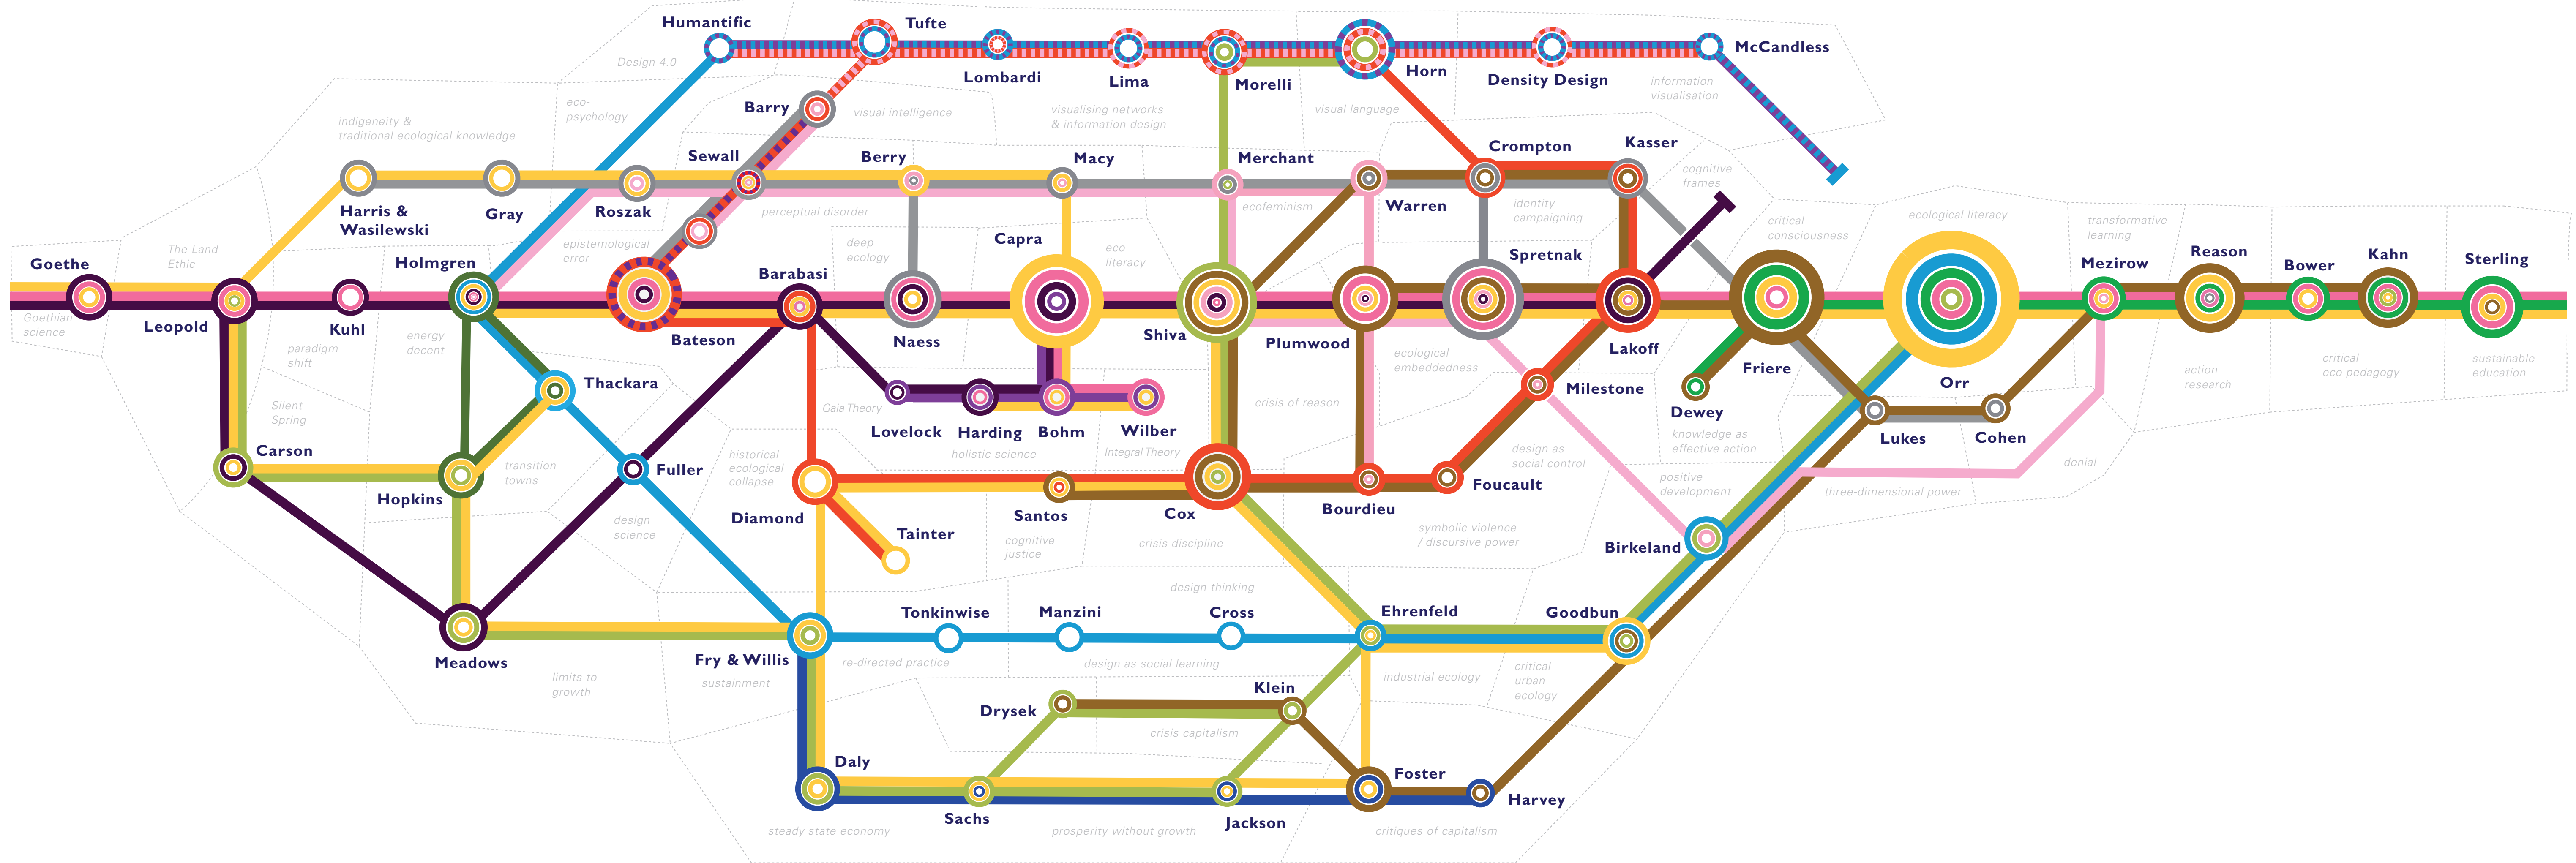 Humantific
Tufte
Lombardi
Lima
Morelli
Horn
Density Design
McCandless
Design 4.0
eco-
psychology
Barry
visual intelligence
visualising networks
& information design
visual language
information
visualisation
indigeneity &
traditional ecological knowledge
Harris &
Wasilewski
Gray
Roszak
Sewall
Berry
Macy
Merchant
Warren
Crompton
Kasser
cognitive
frames
perceptual disorder
ecofeminism
identity
campaigning
critical
consciousness
ecological literacy
transformative
learning
The Land
Ethic
epistemological
error
deep
ecology
eco
literacy
Goethe
Leopold
Kuhl
Holmgren
Bateson
Barabasi
Naess
Capra
Shiva
Plumwood
Spretnak
Lakoff
Friere
Orr
Mezirow
Reason
Bower
Kahn
Sterling
Goethian
science
paradigm
shift
energy
decent
ecological
embeddedness
action
research
critical
eco-pedagogy
sustainable
education
Thackara
Silent
Spring
Gaia Theory
Lovelock
Harding
Bohm
Wilber
crisis of reason
Milestone
Dewey
Lukes
Cohen
knowledge as
effective action
holistic science
Integral Theory
design as
social control
denial
Carson
Hopkins
transition
towns
Fuller
historical
ecological
collapse
Diamond
Santos
Cox
Bourdieu
Foucault
positive
development
three-dimensional power
design
science
Tainter
cognitive
justice
crisis discipline
symbolic violence
/ discursive power
Birkeland
design thinking
Meadows
Fry & Willis
Tonkinwise
Manzini
Cross
Ehrenfeld
Goodbun
limits to
growth
sustainment
re-directed practice
design as social learning
industrial ecology
critical
urban
ecology
Drysek
Klein
crisis capitalism
Daly
Sachs
Jackson
Foster
Harvey
steady state economy
prosperity without growth
critiques of capitalism